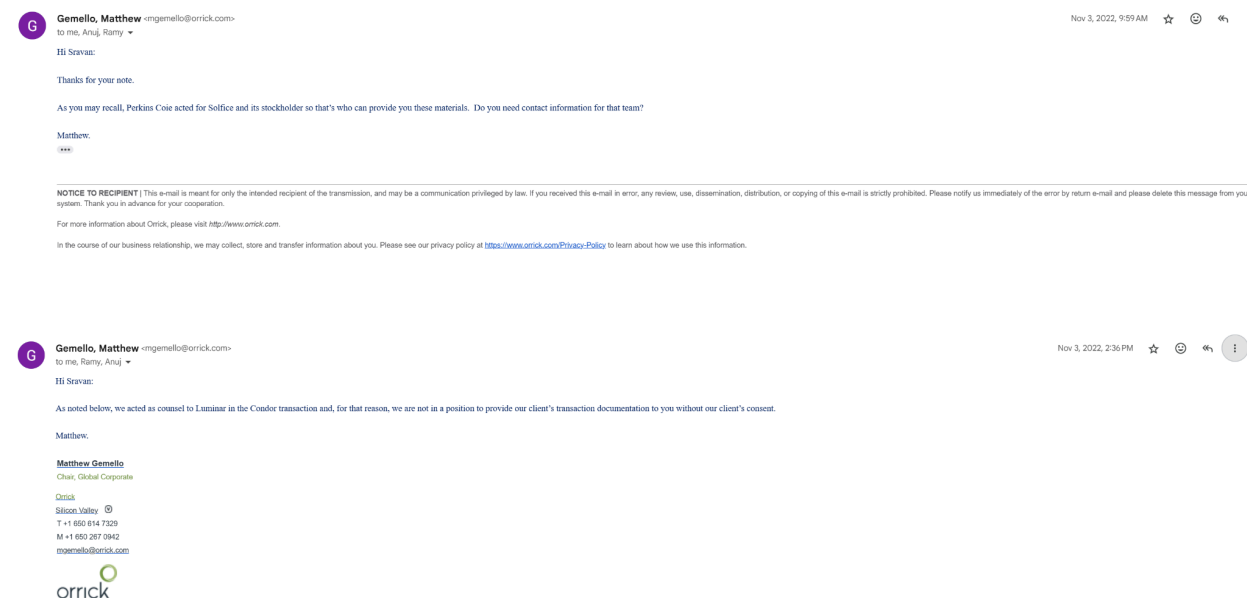 G
Gemello, Matthew <mgemello@orrick.com>
Nov 3, 2022, 9:59 AM
to me, Anuj, Ramy
Hi Sravan:
Thanks for your note.
As you may recall, Perkins Coie acted for Solfice and its stockholder so that's who can provide you these materials.  Do you need contact information for that team?
Matthew.
NOTICE TO RECIPIENT | This e-mail is meant for only the intended recipient of the transmission, and may be a communication privileged by law. If you received this e-mail in error, any review, use, dissemination, distribution, or copying of this e-mail is strictly prohibited. Please notify us immediately of the error by return e-mail and please delete this message from you
system. Thank you in advance for your cooperation.
For more information about Orrick, please visit http://www.orrick.com.
In the course of our business relationship, we may collect, store and transfer information about you. Please see our privacy policy at https://www.orrick.com/Privacy-Policy to learn about how we use this information.
G
Gemello, Matthew <mgemello@orrick.com>
Nov 3, 2022, 2:36 PM
to me, Ramy, Anuj
Hi Sravan:
As noted below, we acted as counsel to Luminar in the Condor transaction and, for that reason, we are not in a position to provide our client's transaction documentation to you without our client's consent.
Matthew.
Matthew Gemello
Chair, Global Corporate
Orrick
Silicon Valley
T +1 650 614 7329
M +1 650 267 0942
mgemello@orrick.com
orrick